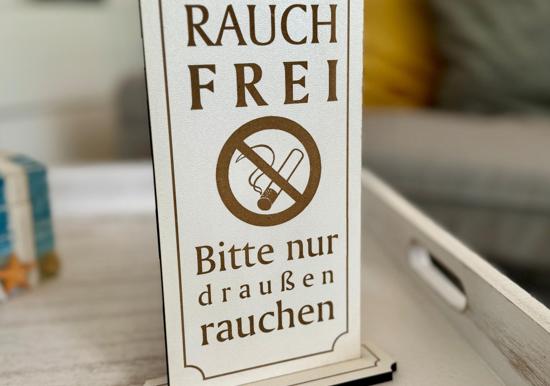 RAUCH
FREI
Bitte nur
draußen
rauchen